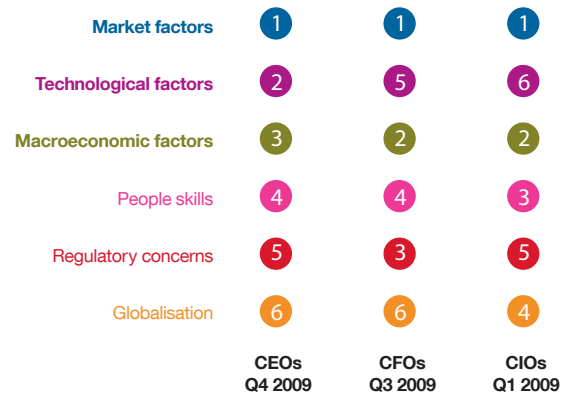 Market factors 1 1 1
Technological factors 2 5 6
Macroeconomic factors 3 2 2
People skills 4 4 3
Regulatory concerns 5 3 5
Globalisation 6 6 4
CEOs CFOs CIOs
Q4 2009 Q3 2009 Q1 2009